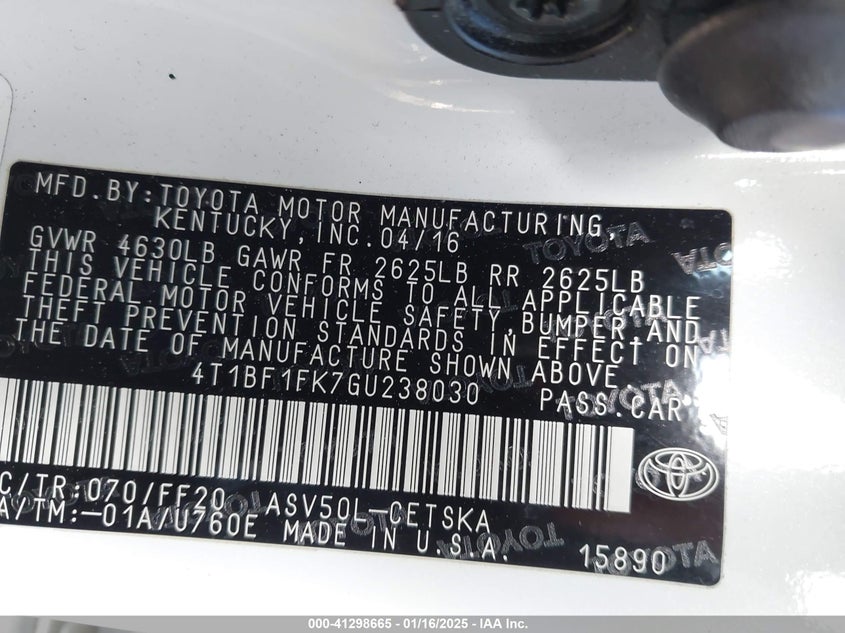 MFD. BY: TOYOTA MOTOR MANUFACTURING,
KENTUCKY, INC. 04/16
GVWR 4630LB GAWR FR 2625LB RR 2625LB
THIS VEHICLE CONFORMS TO ALL APPLICABLE
FEDERAL MOTOR VEHICLE SAFETY, BUMPER AND
THEFT PREVENTION STANDARDS IN EFFECT ON
THE DATE OF MANUFACTURE SHOWN ABOVE.
4T1BF1FK7GU238030 PASS. CAR
C/TR: 070/FF20 ASV50L-CETSKA
A/TM: -01A/U760E MADE IN U.S.A. 15890
000-41298665 - 01/16/2025 - IAA Inc.